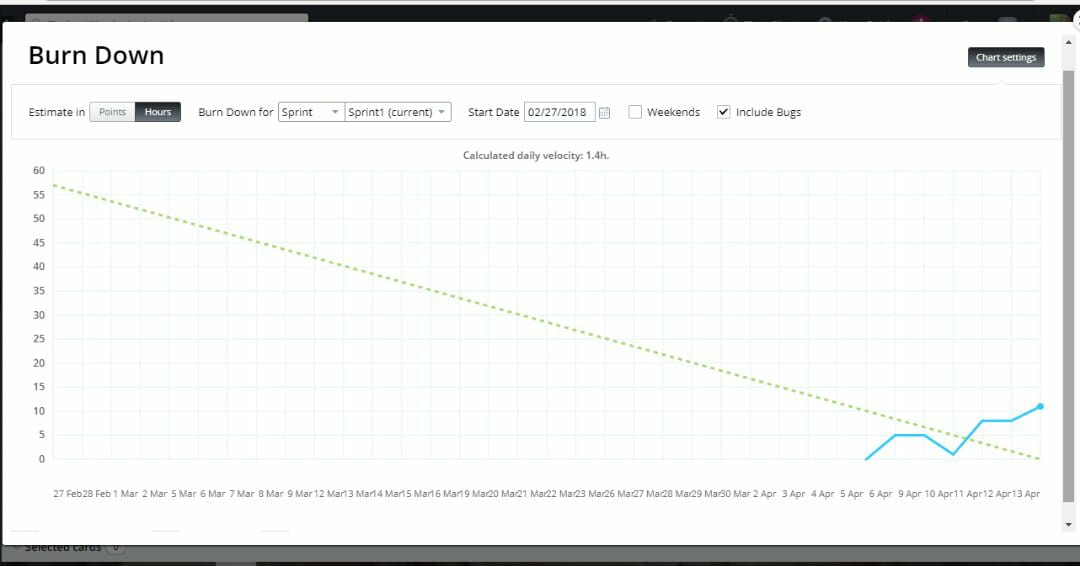 Burn Down
Chart settings
Estimate in Points Hours Burn Down for Sprint Sprint1 (current) Start Date 02/27/2018 Weekends Include Bugs
Calculated daily velocity: 1.4h.
60
55
50
45
40
35
30
25
20
15
10
5
0
27 Feb 28 Feb 1 Mar 2 Mar 5 Mar 6 Mar 7 Mar 8 Mar 9 Mar 12 Mar 13 Mar 14 Mar 15 Mar 16 Mar 19 Mar 20 Mar 21 Mar 22 Mar 23 Mar 26 Mar 27 Mar 28 Mar 29 Mar 30 Mar 2 Apr 3 Apr 4 Apr 5 Apr 6 Apr 9 Apr 10 Apr 11 Apr 12 Apr 13 Apr
Selected cards 0